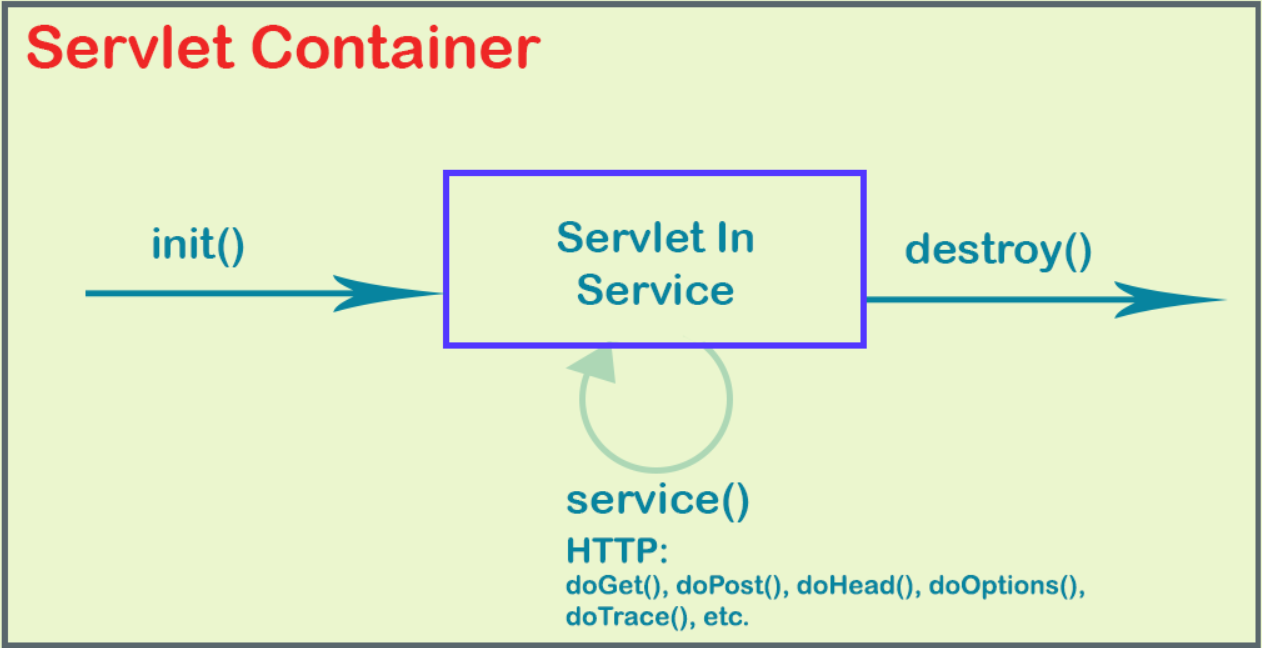 Servlet Container
init()
Servlet In
Service
destroy()
service()
HTTP:
doGet(), doPost(), doHead(), doOptions(),
doTrace(), etc.